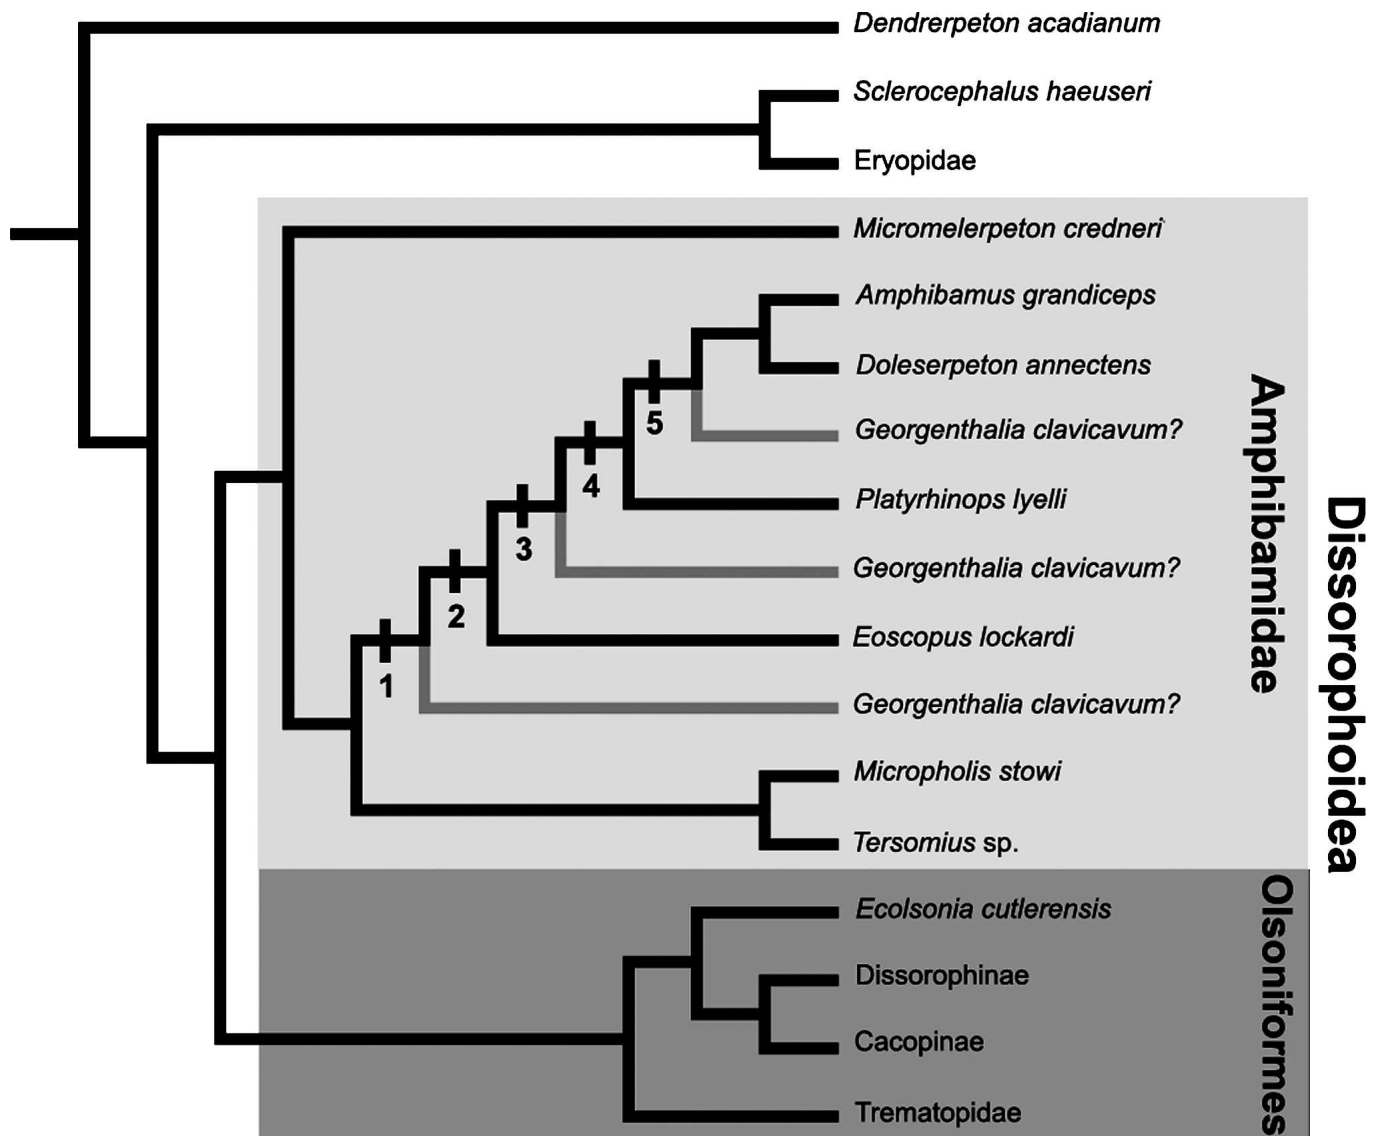 Dendrerpeton acadianum
Sclerocephalus haeuseri
Eryopidae
Micromelerpeton credneri
Amphibamus grandiceps
Doleserpeton annectens
5
Georgenthalia clavicavum?
4
Platyrhinops lyelli
3
Georgenthalia clavicavum?
2
Eoscopus lockardi
1
Georgenthalia clavicavum?
Micropholis stowi
Tersomius sp.
Ecolsonia cutlerensis
Dissorophinae
Cacopinae
Trematopidae
Amphibamidae
Olsoniformes
Dissorophoidea